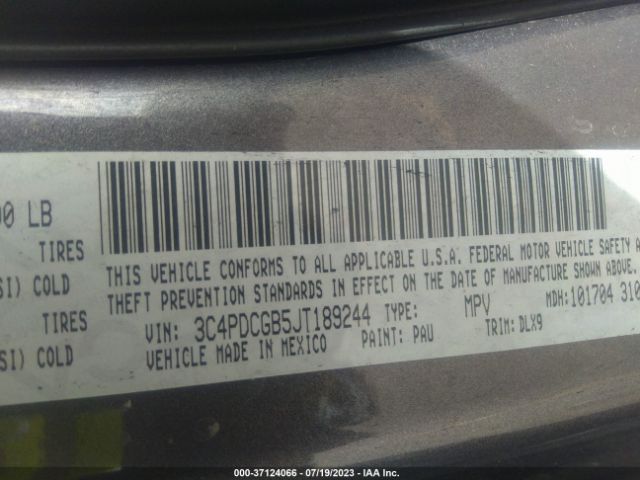 00 LB
TIRES
SI) COLD
TIRES
SI) COLD
THIS VEHICLE CONFORMS TO ALL APPLICABLE U.S.A. FEDERAL MOTOR VEHICLE SAFETY A
THEFT PREVENTION STANDARDS IN EFFECT ON THE DATE OF MANUFACTURE SHOWN ABOVE.
VIN: 3C4PDCGB5JT189244 TYPE: MPV MDH: 101704 310
VEHICLE MADE IN MEXICO PAINT: PAU TRIM: DLX9
000-37124066 - 07/19/2023 - IAA Inc.